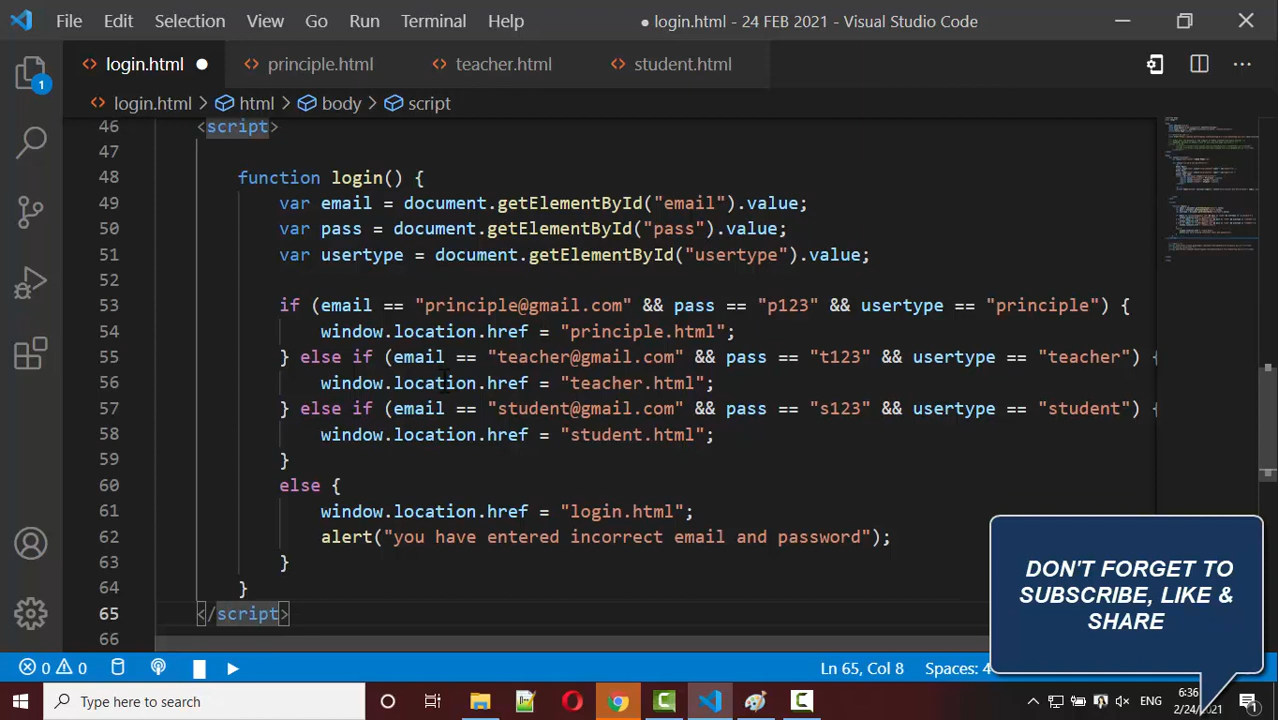 File Edit Selection View Go Run Terminal Help ● login.html - 24 FEB 2021 - Visual Studio Code
login.html principle.html teacher.html student.html
login.html > html > body > script
1
46 <script>
47
48 function login() {
49 var email = document.getElementById("email").value;
50 var pass = document.getElementById("pass").value;
51 var usertype = document.getElementById("usertype").value;
52
53 if (email == "principle@gmail.com" && pass == "p123" && usertype == "principle") {
54 window.location.href = "principle.html";
55 } else if (email == "teacher@gmail.com" && pass == "t123" && usertype == "teacher") {
56 window.location.href = "teacher.html";
57 } else if (email == "student@gmail.com" && pass == "s123" && usertype == "student") {
58 window.location.href = "student.html";
59 }
60 else {
61 window.location.href = "login.html";
62 alert("you have entered incorrect email and password");
63 }
64 }
65 </script>
66
DON'T FORGET TO
SUBSCRIBE, LIKE &
SHARE
0 0 Ln 65, Col 8 Spaces: 4
Type here to search ENG 6:36
2/24/2021 1